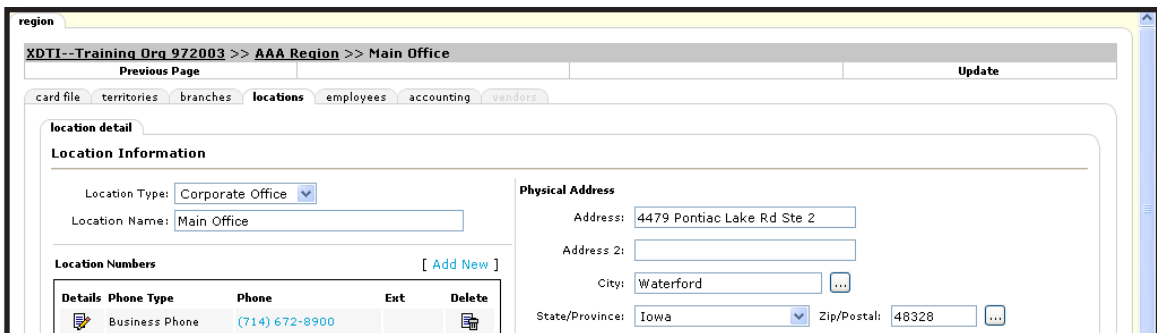 region
XDTI--Training Org 972003 >> AAA Region >> Main Office
Previous Page Update
card file territories branches locations employees accounting vendors
location detail
Location Information
Location Type: Corporate Office
Location Name: Main Office
Location Numbers [ Add New ]
Details Phone Type Phone Ext Delete
Business Phone (714) 672-8900
Physical Address
Address: 4479 Pontiac Lake Rd Ste 2
Address 2:
City: Waterford ...
State/Province: Iowa Zip/Postal: 48328 ...